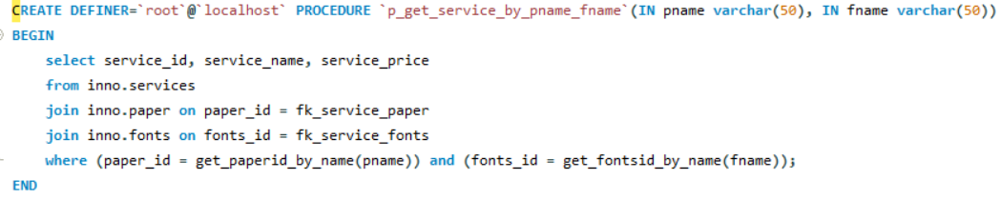 CREATE DEFINER=`root`@`localhost` PROCEDURE `p_get_service_by_pname_fname`(IN pname varchar(50), IN fname varchar(50))
BEGIN
    select service_id, service_name, service_price
    from inno.services
    join inno.paper on paper_id = fk_service_paper
    join inno.fonts on fonts_id = fk_service_fonts
    where (paper_id = get_paperid_by_name(pname)) and (fonts_id = get_fontsid_by_name(fname));
END